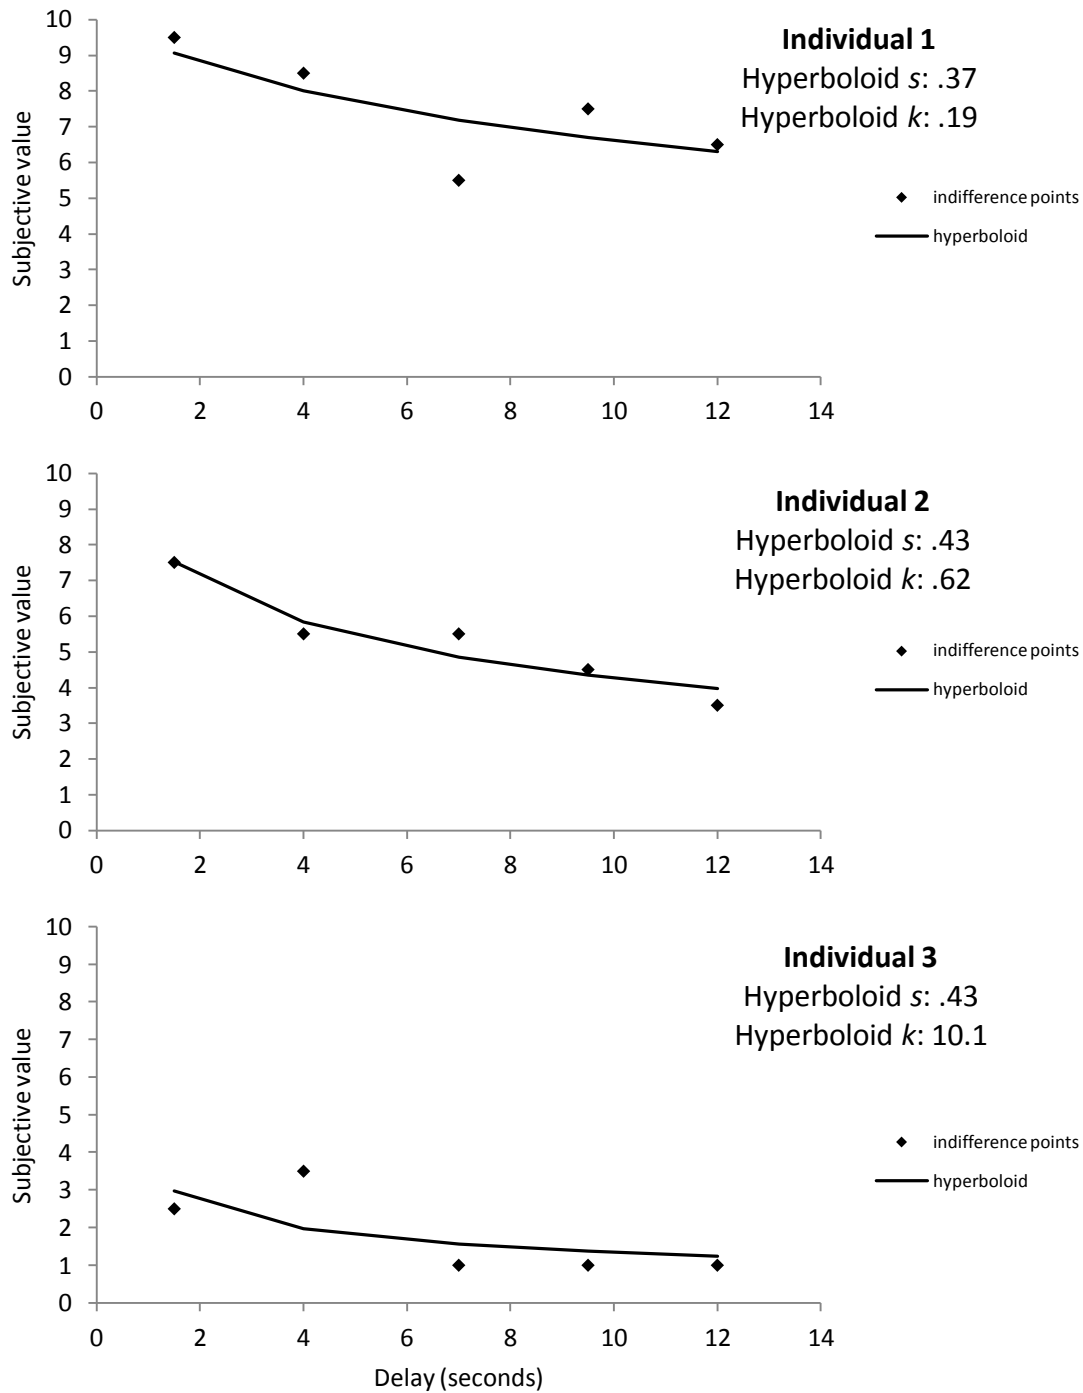 10
9
8
7
6
5
4
3
2
1
0
Subjective value
0 2 4 6 8 10 12 14
Individual 1
Hyperboloid s: .37
Hyperboloid k: .19
indifference points
hyperboloid
10
9
8
7
6
5
4
3
2
1
0
Subjective value
0 2 4 6 8 10 12 14
Individual 2
Hyperboloid s: .43
Hyperboloid k: .62
indifference points
hyperboloid
10
9
8
7
6
5
4
3
2
1
0
Subjective value
0 2 4 6 8 10 12 14
Delay (seconds)
Individual 3
Hyperboloid s: .43
Hyperboloid k: 10.1
indifference points
hyperboloid